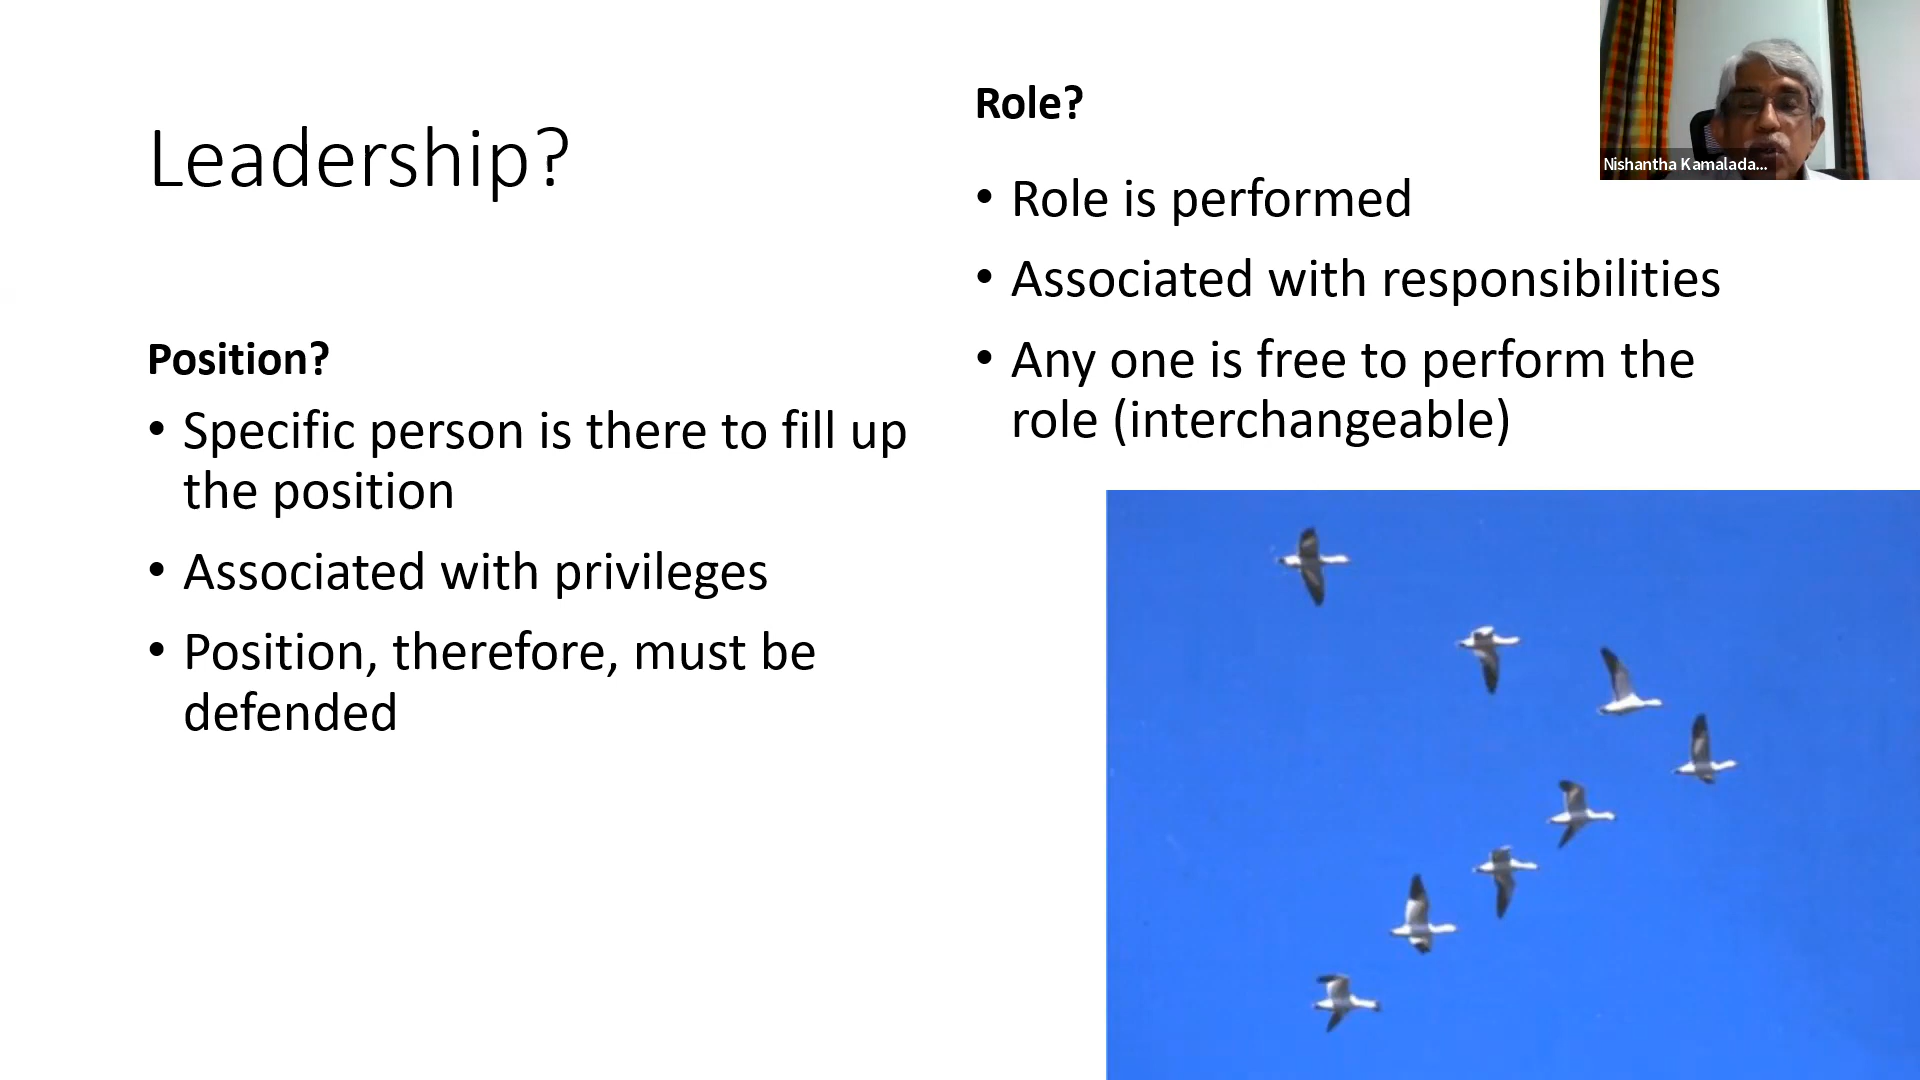 Leadership?
Position?
• Specific person is there to fill up
the position
• Associated with privileges
• Position, therefore, must be
defended
Role?
• Role is performed
• Associated with responsibilities
• Any one is free to perform the
role (interchangeable)
Nishantha Kamalada...